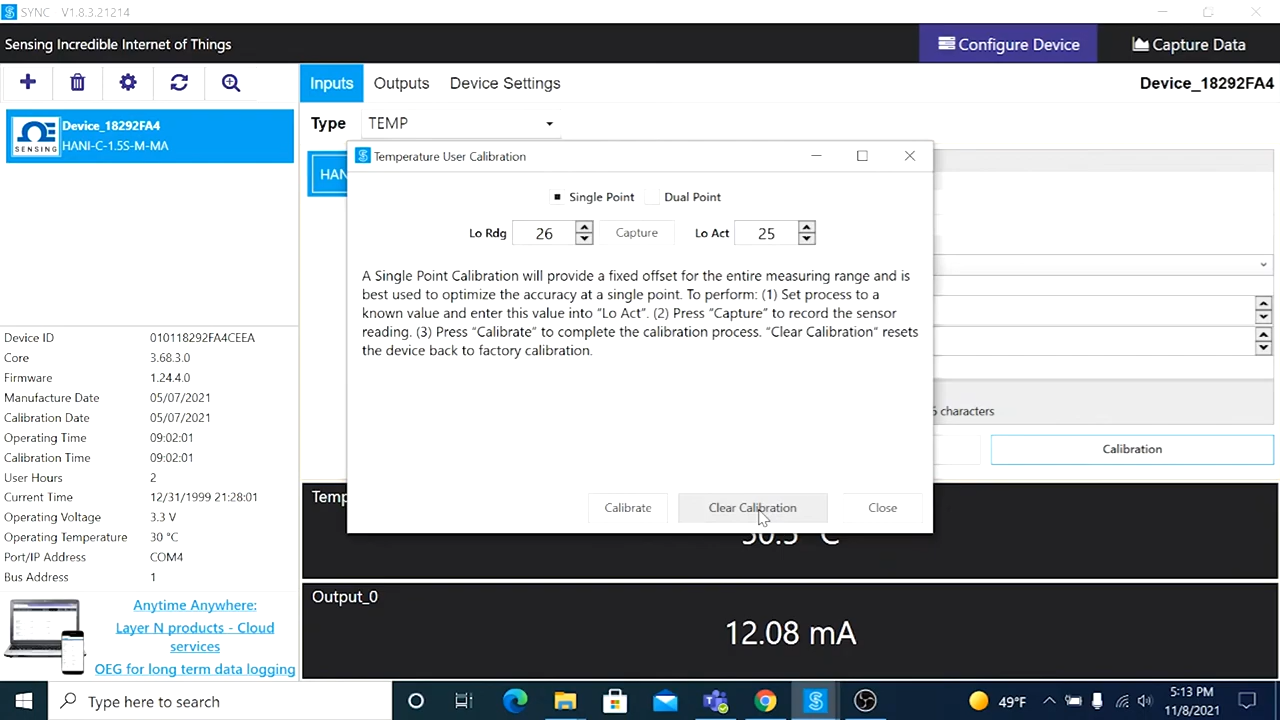 SYNC V1.8.3.21214
Sensing Incredible Internet of Things
Configure Device
Capture Data
Inputs
Outputs
Device Settings
Device_18292FA4
SENSING
Device_18292FA4
HANI-C-1.5S-M-MA
Type
TEMP
HANI
Temperature User Calibration
Single Point
Dual Point
Lo Rdg
26
Capture
Lo Act
25
A Single Point Calibration will provide a fixed offset for the entire measuring range and is
best used to optimize the accuracy at a single point. To perform: (1) Set process to a
known value and enter this value into "Lo Act". (2) Press "Capture" to record the sensor
reading. (3) Press "Calibrate" to complete the calibration process. "Clear Calibration" resets
the device back to factory calibration.
characters
Calibration
Calibrate
Clear Calibration
Close
Device ID 010118292FA4CEEA
Core 3.68.3.0
Firmware 1.24.4.0
Manufacture Date 05/07/2021
Calibration Date 05/07/2021
Operating Time 09:02:01
Calibration Time 09:02:01
User Hours 2
Current Time 12/31/1999 21:28:01
Operating Voltage 3.3 V
Operating Temperature 30 °C
Port/IP Address COM4
Bus Address 1
Temp
°C
Output_0
12.08 mA
Anytime Anywhere:
Layer N products - Cloud
services
OEG for long term data logging
Type here to search
49°F
5:13 PM
11/8/2021